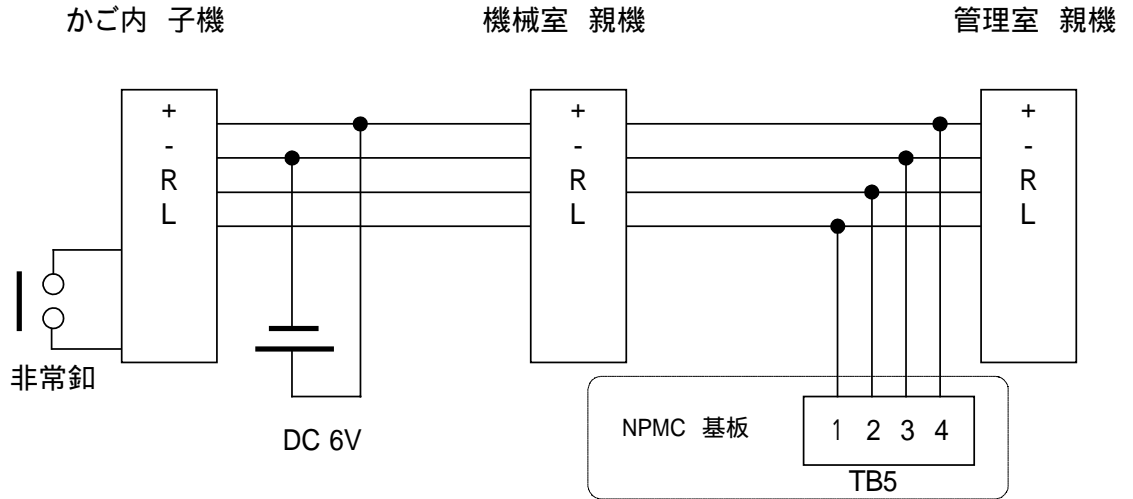 かご内 子機
機械室 親機
管理室 親機
+
-
R
L
+
-
R
L
+
-
R
L
非常釦
DC 6V
NPMC 基板
1 2 3 4
TB5